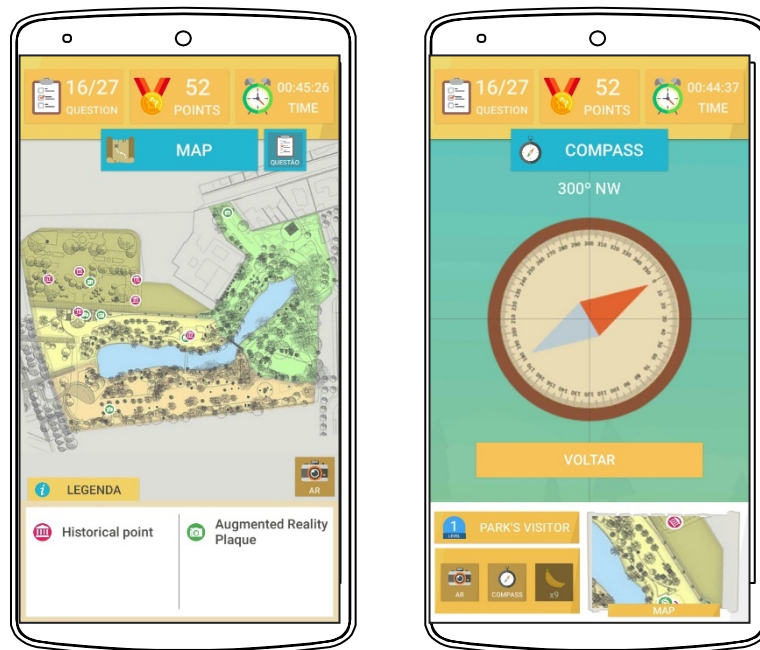 16/27
QUESTION
52
POINTS
00:45:26
TIME
MAP
QUESTÃO
AR
LEGENDA
Historical point
Augmented Reality
Plaque
16/27
QUESTION
52
POINTS
00:44:37
TIME
COMPASS
300º NW
VOLTAR
1
LEVEL
PARK'S VISITOR
AR
COMPASS
x9
MAP